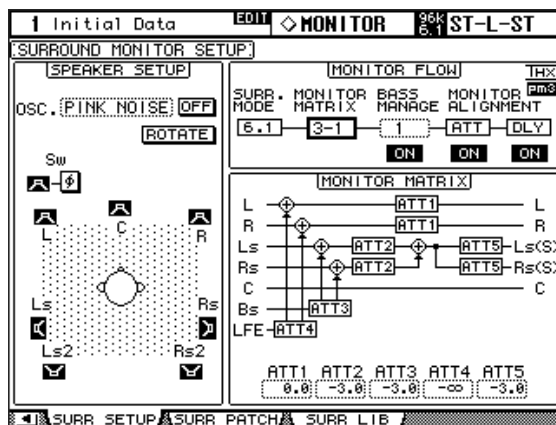 1 Initial Data EDIT ◇MONITOR 96k 6.1 ST-L-ST
SURROUND MONITOR SETUP
SPEAKER SETUP
OSC. PINK NOISE OFF
ROTATE
Sw
ϕ
L C R
Ls Rs
Ls2 Rs2
MONITOR FLOW THX
pm3
SURR. MONITOR BASS MONITOR
MODE MATRIX MANAGE ALIGNMENT
6.1 3-1 1 ATT DLY
ON ON ON
MONITOR MATRIX
L ATT1 L
R ATT1 R
Ls ATT2 ATT5 Ls(S)
Rs ATT2 ATT5 Rs(S)
C C
Bs ATT3
LFE ATT4
ATT1 ATT2 ATT3 ATT4 ATT5
0.0 -3.0 -3.0 -∞ -3.0
SURR SETUP SURR PATCH SURR LIB